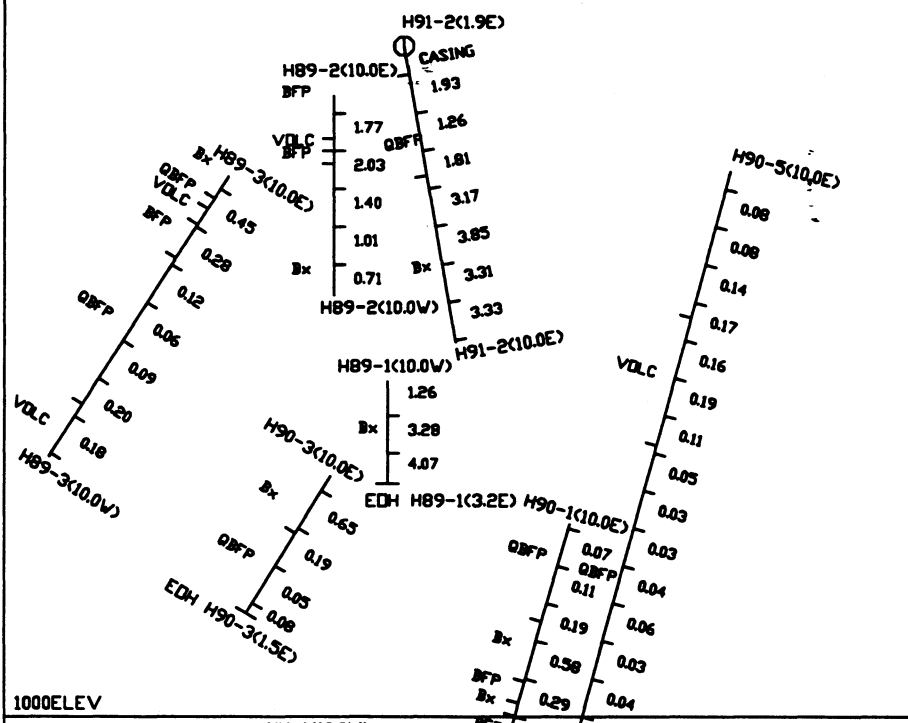 H91-2(1.9E)
CASING
1.93
1.26
QBFP
1.81
3.17
3.85
Bx
3.31
3.33
H91-2(10.0E)
H89-2(10.0E)
BFP
1.77
VOLC
BFP
2.03
1.40
1.01
Bx
0.71
H89-2(10.0W)
Bx
H89-3(10.0E)
QBFP
VOLC
0.45
BFP
0.28
0.12
QBFP
0.06
0.09
0.20
VOLC
0.18
H89-3(10.0W)
H89-1(10.0W)
1.26
Bx
3.28
4.07
EOH H89-1(3.2E)
H90-3(10.0E)
Bx
0.65
0.19
QBFP
0.05
0.08
EOH H90-3(1.5E)
H90-1(10.0E)
QBFP
0.07
0.11
0.19
Bx
0.58
BFP
0.29
Bx
H90-5(10.0E)
0.08
0.08
0.14
0.17
0.16
VOLC
0.19
0.11
0.05
0.03
0.03
QBFP
0.04
0.06
0.03
0.04
1000ELEV